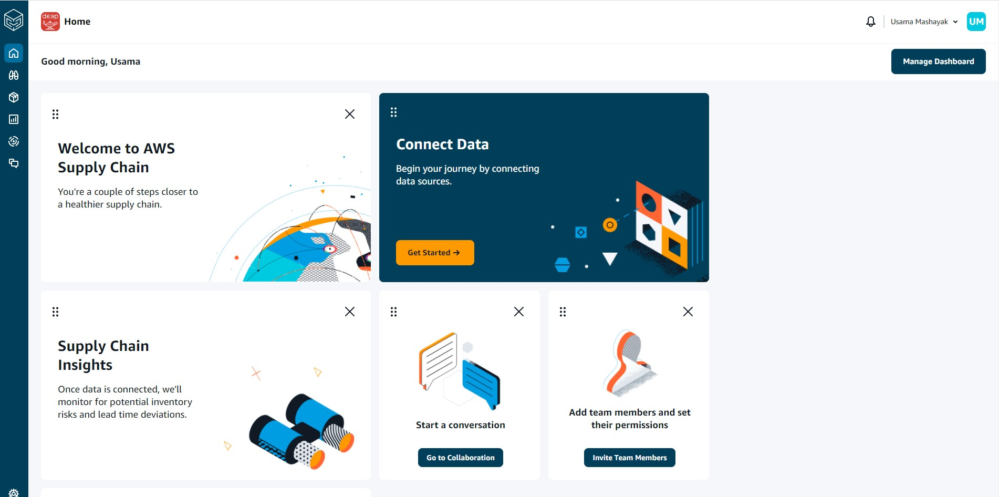 deep
Home
Usama Mashayak
UM
Good morning, Usama
Manage Dashboard
Welcome to AWS
Supply Chain
You're a couple of steps closer to
a healthier supply chain.
Connect Data
Begin your journey by connecting
data sources.
Get Started →
Supply Chain
Insights
Once data is connected, we'll
monitor for potential inventory
risks and lead time deviations.
Start a conversation
Go to Collaboration
Add team members and set
their permissions
Invite Team Members